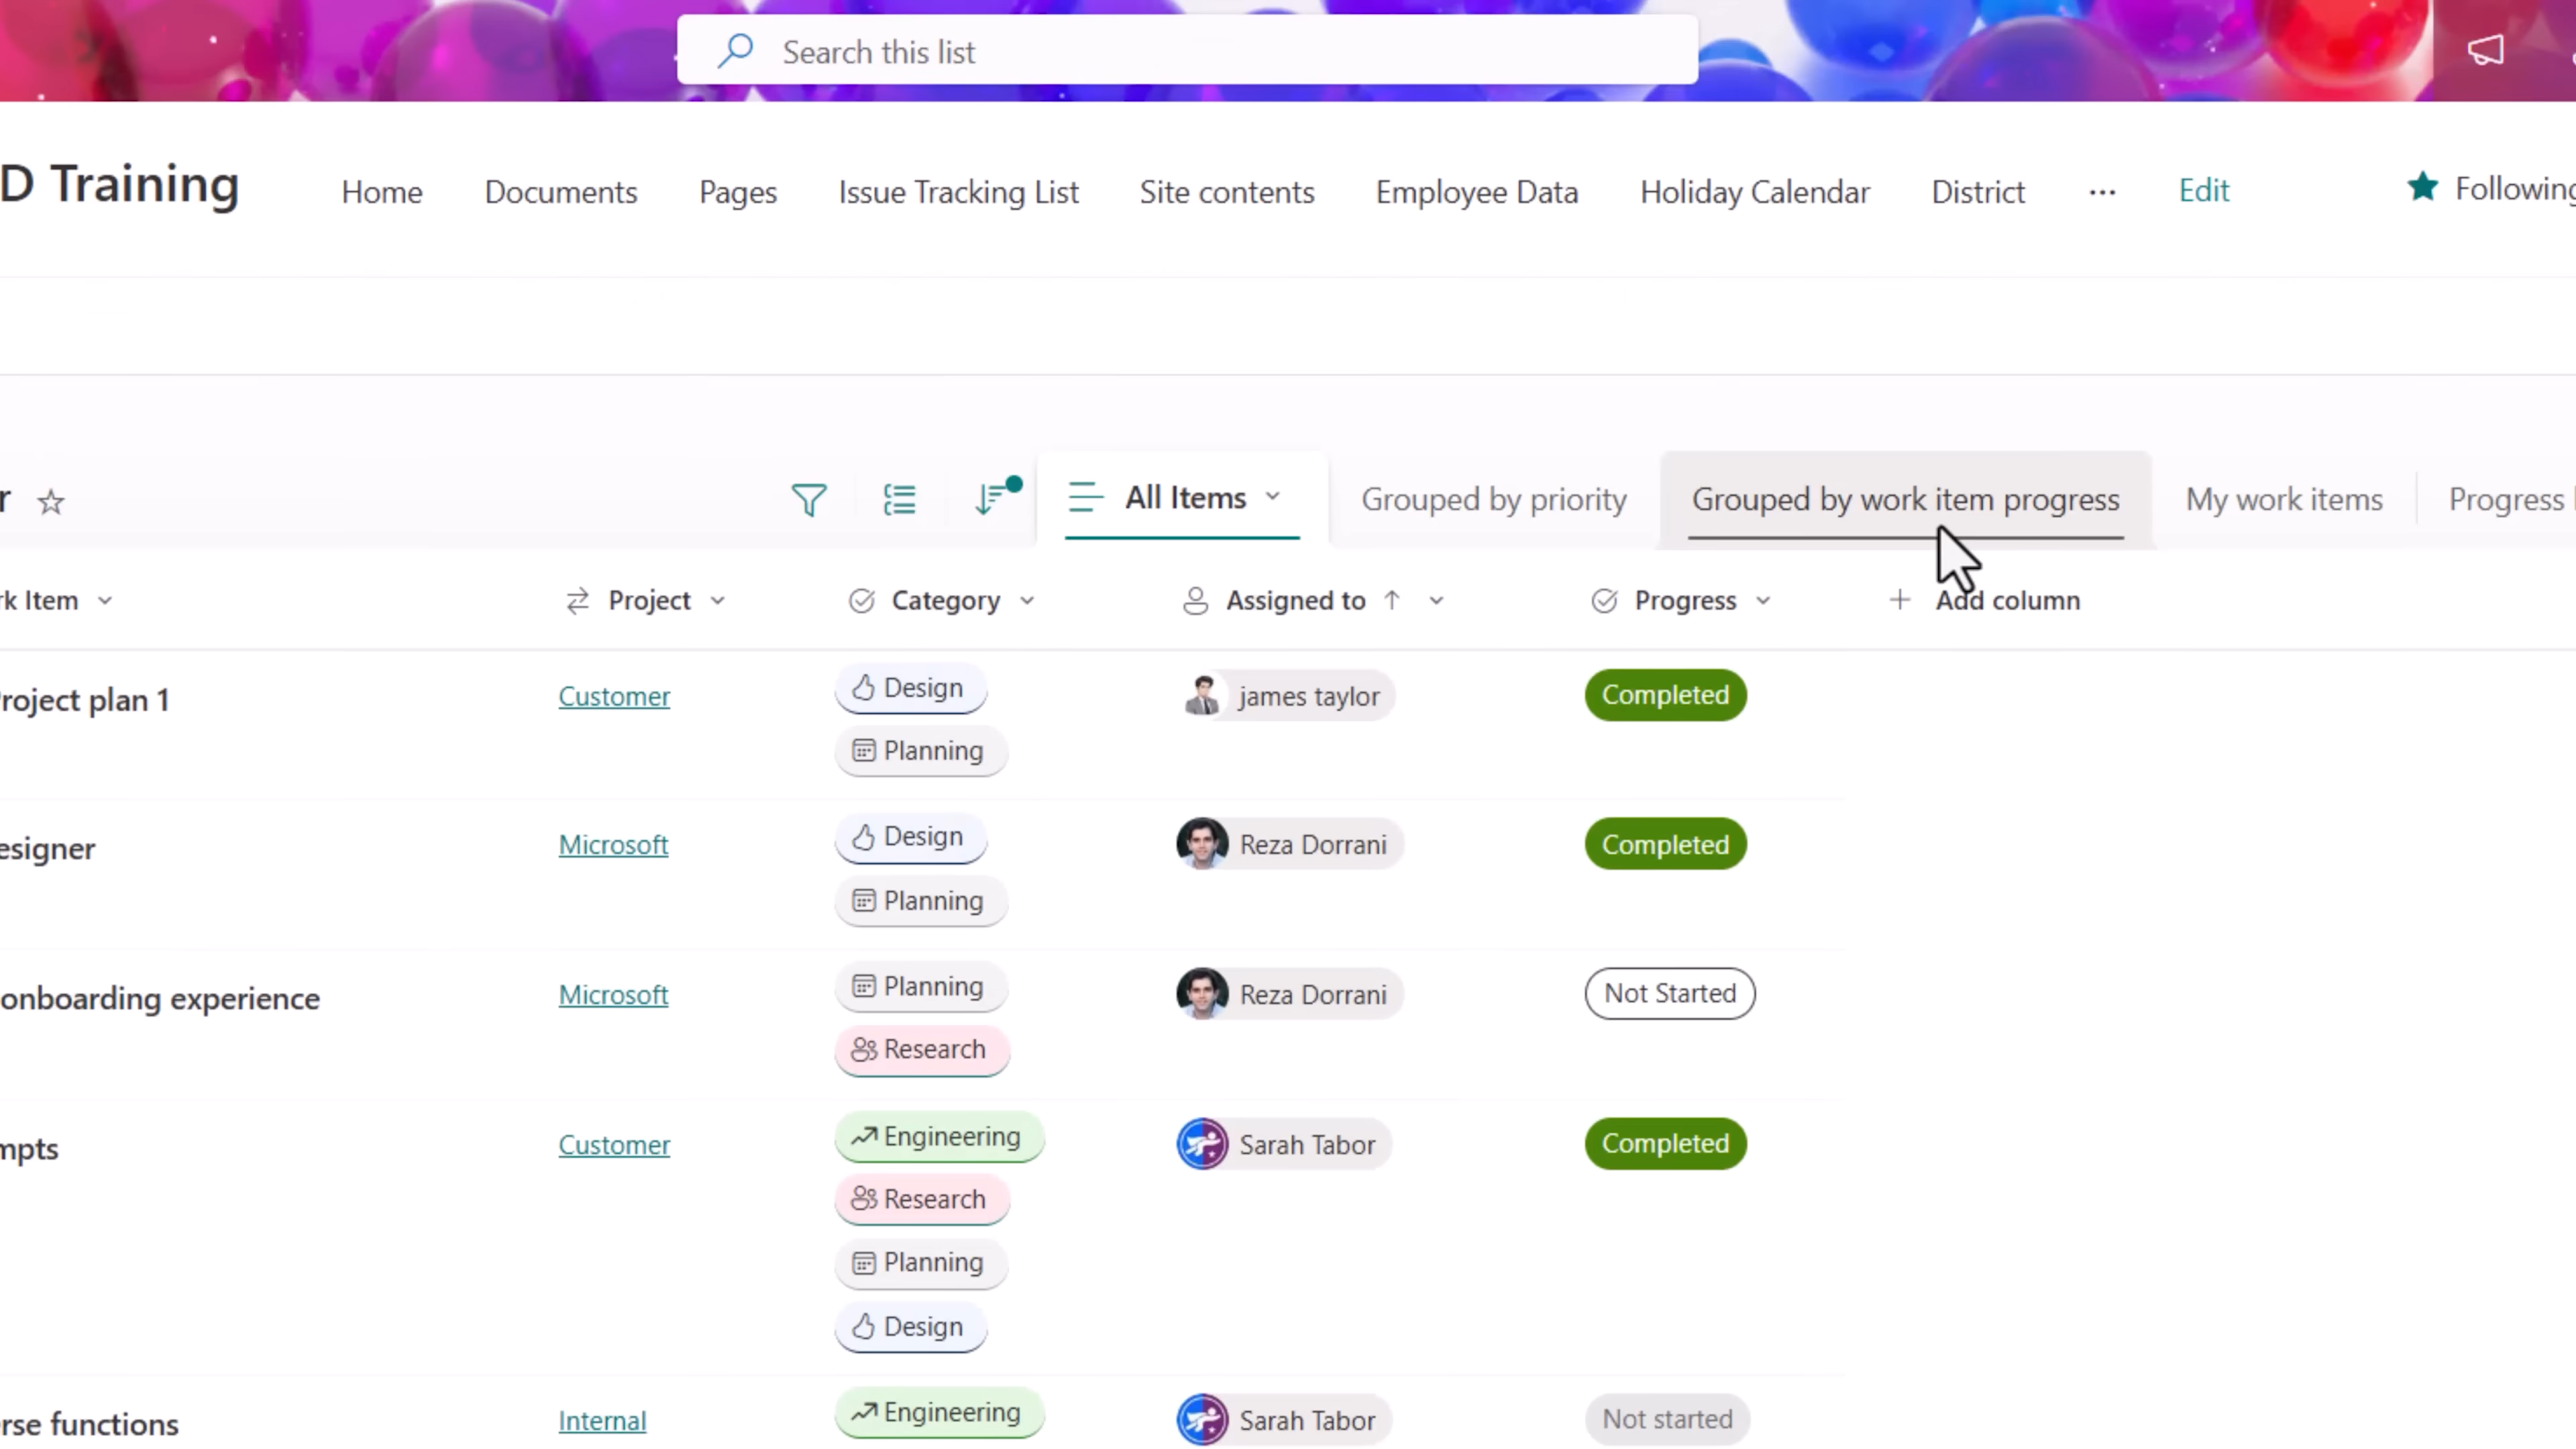 Search this list
D Training Home Documents Pages Issue Tracking List Site contents Employee Data Holiday Calendar District ... Edit Following
r All Items Grouped by priority Grouped by work item progress My work items Progress
rk Item Project Category Assigned to Progress + Add column
Project plan 1 Customer Design james taylor Completed
Planning
esigner Microsoft Design Reza Dorrani Completed
Planning
onboarding experience Microsoft Planning Reza Dorrani Not Started
Research
mpts Customer Engineering Sarah Tabor Completed
Research
Planning
Design
rse functions Internal Engineering Sarah Tabor Not started